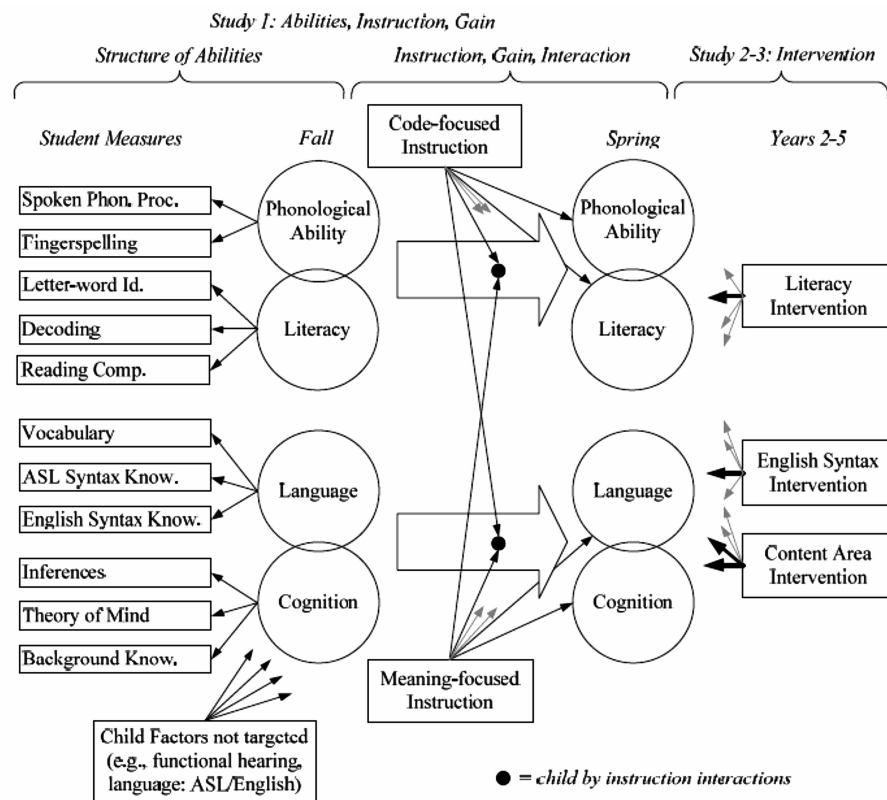 Study 1: Abilities, Instruction, Gain
Structure of Abilities
Instruction, Gain, Interaction
Study 2-3: Intervention
Student Measures
Fall
Code-focused
Instruction
Spring
Years 2-5
Spoken Phon. Proc.
Fingerspelling
Letter-word Id.
Decoding
Reading Comp.
Phonological
Ability
Literacy
Phonological
Ability
Literacy
Literacy
Intervention
Vocabulary
ASL Syntax Know.
English Syntax Know.
Inferences
Theory of Mind
Background Know.
Language
Cognition
Language
Cognition
English Syntax
Intervention
Content Area
Intervention
Meaning-focused
Instruction
Child Factors not targeted
(e.g., functional hearing,
language: ASL/English)
= child by instruction interactions